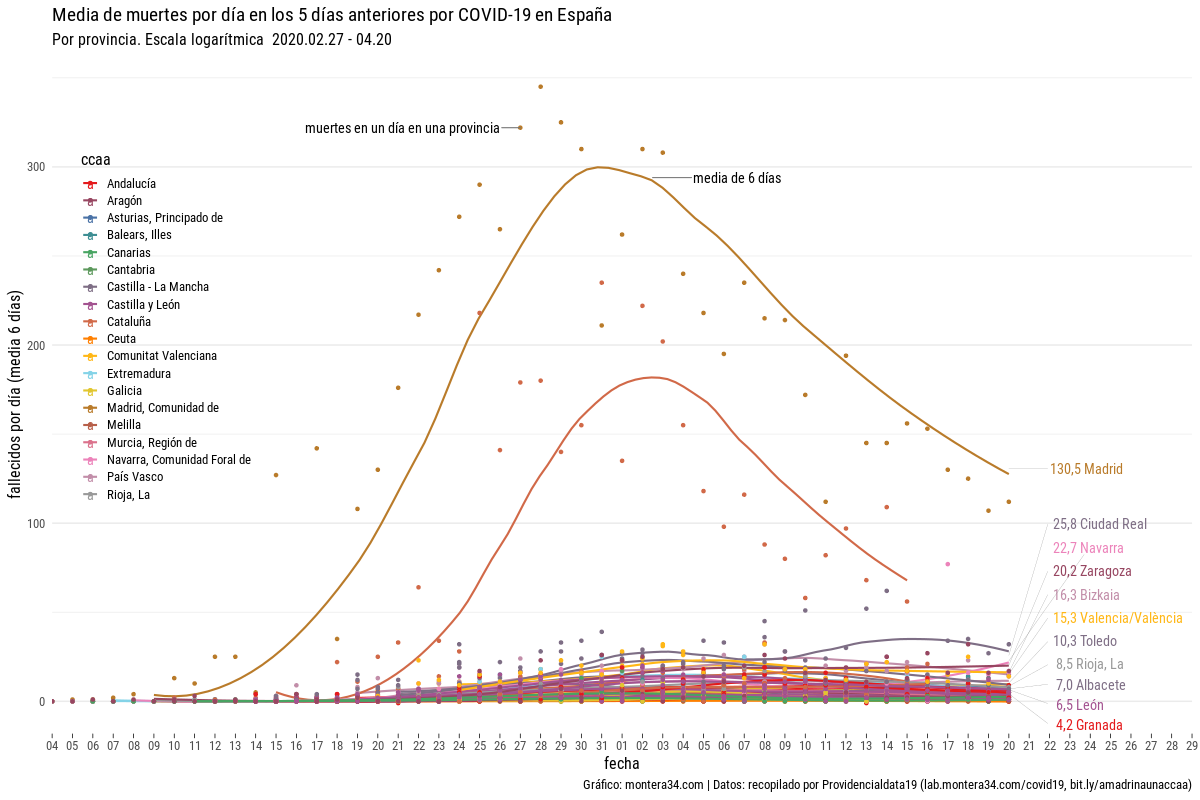 Media de muertes por día en los 5 días anteriores por COVID-19 en España
Por provincia. Escala logarítmica 2020.02.27 - 04.20
muertes en un día en una provincia
media de 6 días
ccaa
Andalucía
Aragón
Asturias, Principado de
Balears, Illes
Canarias
Cantabria
Castilla - La Mancha
Castilla y León
Cataluña
Ceuta
Comunitat Valenciana
Extremadura
Galicia
Madrid, Comunidad de
Melilla
Murcia, Región de
Navarra, Comunidad Foral de
País Vasco
Rioja, La
fallecidos por día (media 6 días)
300
200
100
0
130,5 Madrid
25,8 Ciudad Real
22,7 Navarra
20,2 Zaragoza
16,3 Bizkaia
15,3 Valencia/València
10,3 Toledo
8,5 Rioja, La
7,0 Albacete
6,5 León
4,2 Granada
04 05 06 07 08 09 10 11 12 13 14 15 16 17 18 19 20 21 22 23 24 25 26 27 28 29 30 31 01 02 03 04 05 06 07 08 09 10 11 12 13 14 15 16 17 18 19 20 21 22 23 24 25 26 27 28 29
fecha
Gráfico: montera34.com | Datos: recopilado por Providencialdata19 (lab.montera34.com/covid19, bit.ly/amadrinaunaccaa)